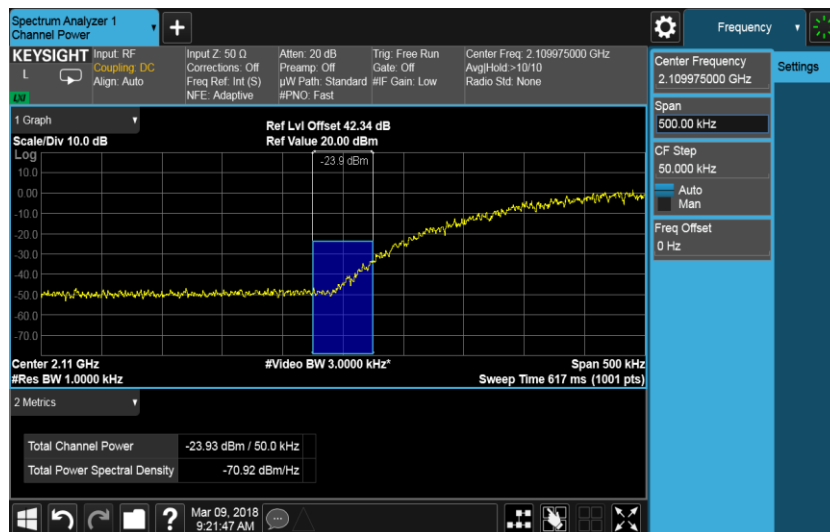 Spectrum Analyzer 1
Channel Power
+
Frequency
KEYSIGHT
L
LXI
Input: RF
Coupling: DC
Align: Auto
Input Z: 50 Ω
Corrections: Off
Freq Ref: Int (S)
NFE: Adaptive
Atten: 20 dB
Preamp: Off
µW Path: Standard
#PNO: Fast
Trig: Free Run
Gate: Off
#IF Gain: Low
Center Freq: 2.109975000 GHz
Avg|Hold:>10/10
Radio Std: None
Center Frequency
2.109975000 GHz
Settings
Span
500.00 kHz
CF Step
50.000 kHz
Auto
Man
Freq Offset
0 Hz
1 Graph
Scale/Div 10.0 dB
Ref Lvl Offset 42.34 dB
Ref Value 20.00 dBm
Log
-23.9 dBm
10.0
0.00
-10.0
-20.0
-30.0
-40.0
-50.0
-60.0
-70.0
Center 2.11 GHz
#Video BW 3.0000 kHz*
Span 500 kHz
#Res BW 1.0000 kHz
Sweep Time 617 ms (1001 pts)
2 Metrics
Total Channel Power -23.93 dBm / 50.0 kHz
Total Power Spectral Density -70.92 dBm/Hz
?
Mar 09, 2018
9:21:47 AM